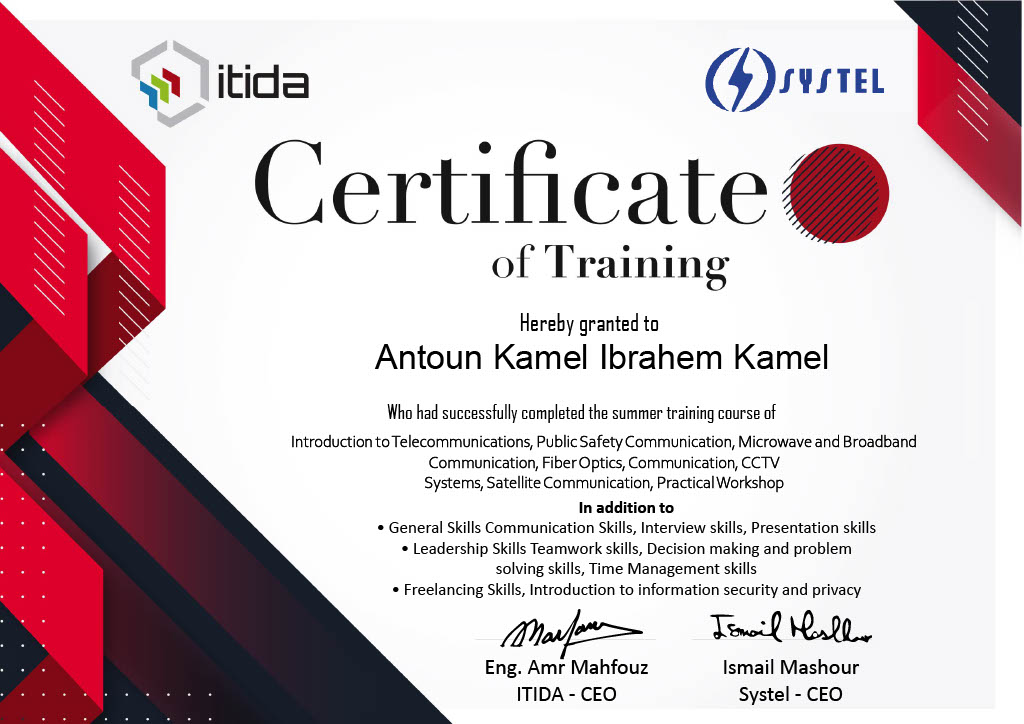 itida
SYSTEL
Certificate
of Training
Hereby granted to
Antoun Kamel Ibrahem Kamel
Who had successfully completed the summer training course of
Introduction to Telecommunications, Public Safety Communication, Microwave and Broadband
Communication, Fiber Optics, Communication, CCTV
Systems, Satellite Communication, Practical Workshop
In addition to
• General Skills Communication Skills, Interview skills, Presentation skills
• Leadership Skills Teamwork skills, Decision making and problem
solving skills, Time Management skills
• Freelancing Skills, Introduction to information security and privacy
Eng. Amr Mahfouz
ITIDA - CEO
Ismail Mashour
Systel - CEO